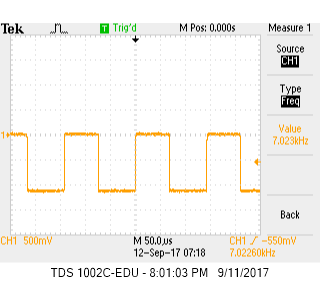 Tek Trig'd M Pos: 0.000s Measure 1
Source
CH1
Type
Freq
1
Value
7.029kHz
Back
CH1 500mV M 50.0µs CH1 -550mV
12-Sep-17 07:18 7.02260kHz
TDS 1002C-EDU - 8:01:03 PM 9/11/2017